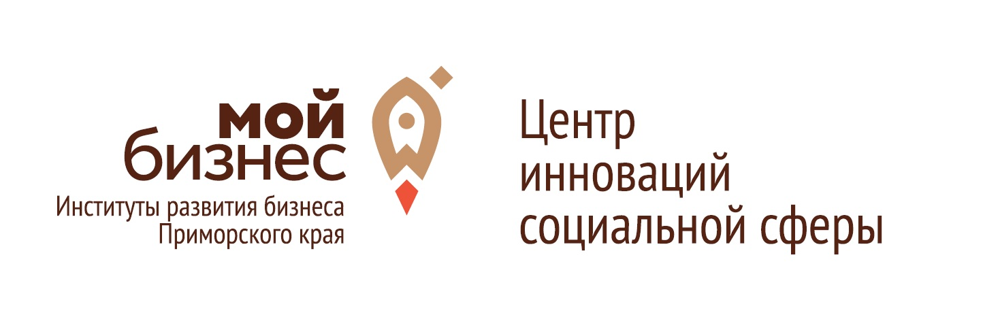 мой
бизнес
Институты развития бизнеса
Приморского края
Центр
инноваций
социальной сферы